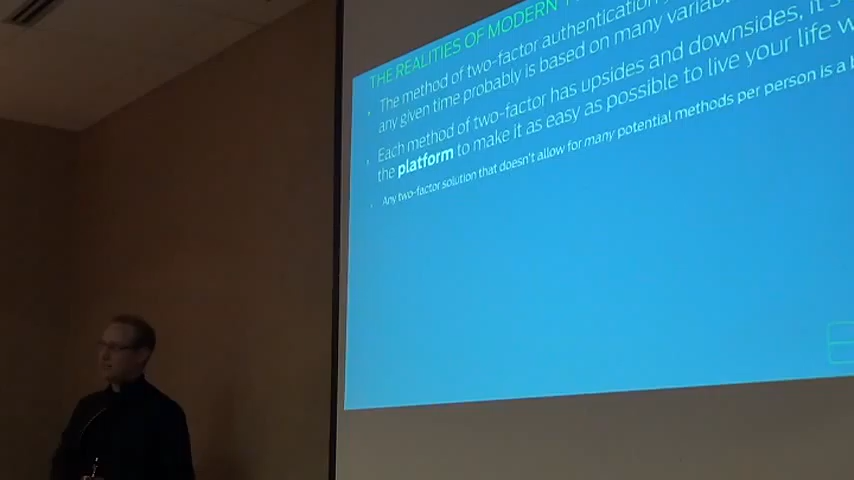 THE REALITIES OF MODERN
The method of two-factor authentication
any given time probably is based on many
Each method of two-factor has upsides and downsides, it's
the platform to make it as easy as possible to live your life
Any two-factor solution that doesn't allow for many potential methods per person is a